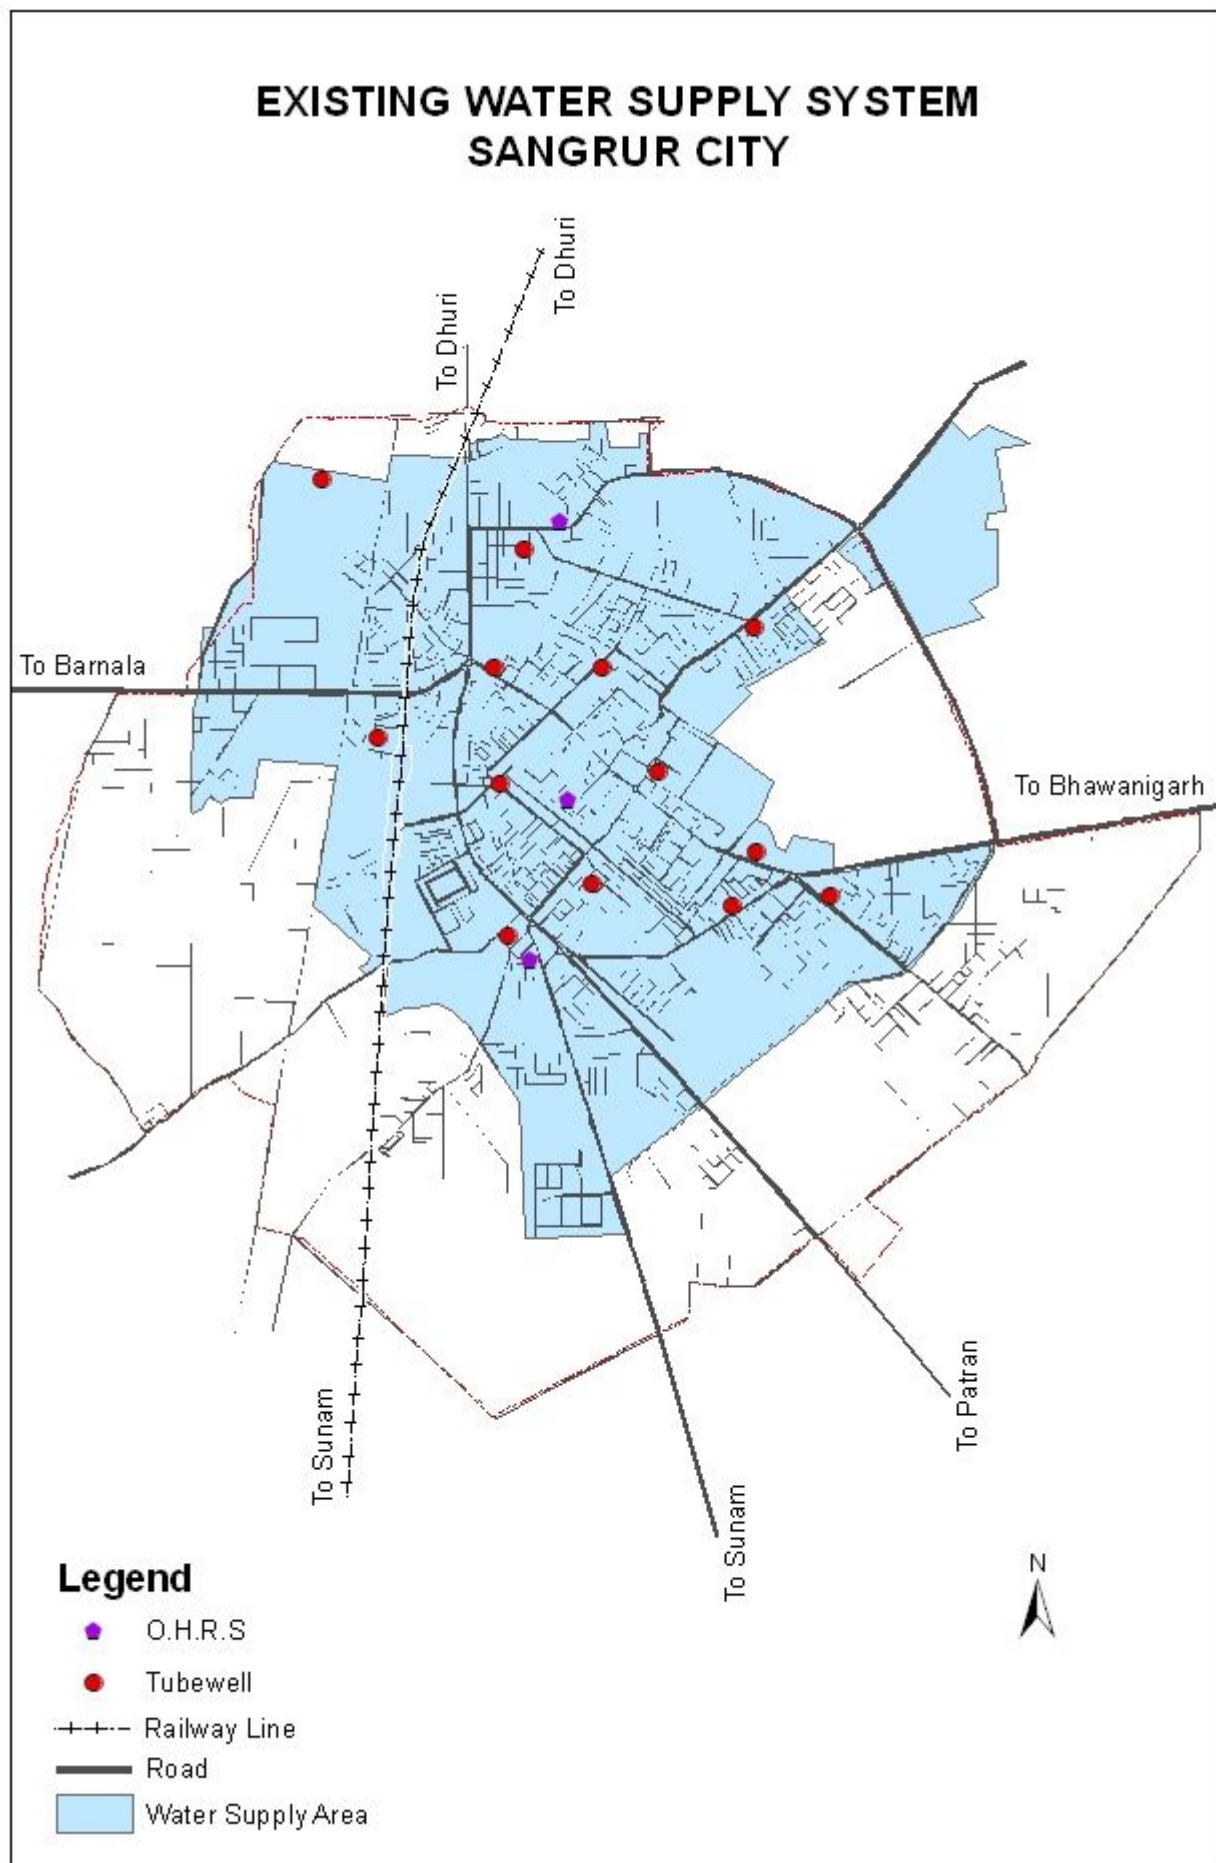 EXISTING WATER SUPPLY SYSTEM
SANGRUR CITY
To Dhuri
To Dhuri
To Barnala
To Bhawanigarh
To Patran
To Sunam
To Sunam
N
Legend
O.H.R.S
Tubewell
Railway Line
Road
Water Supply Area